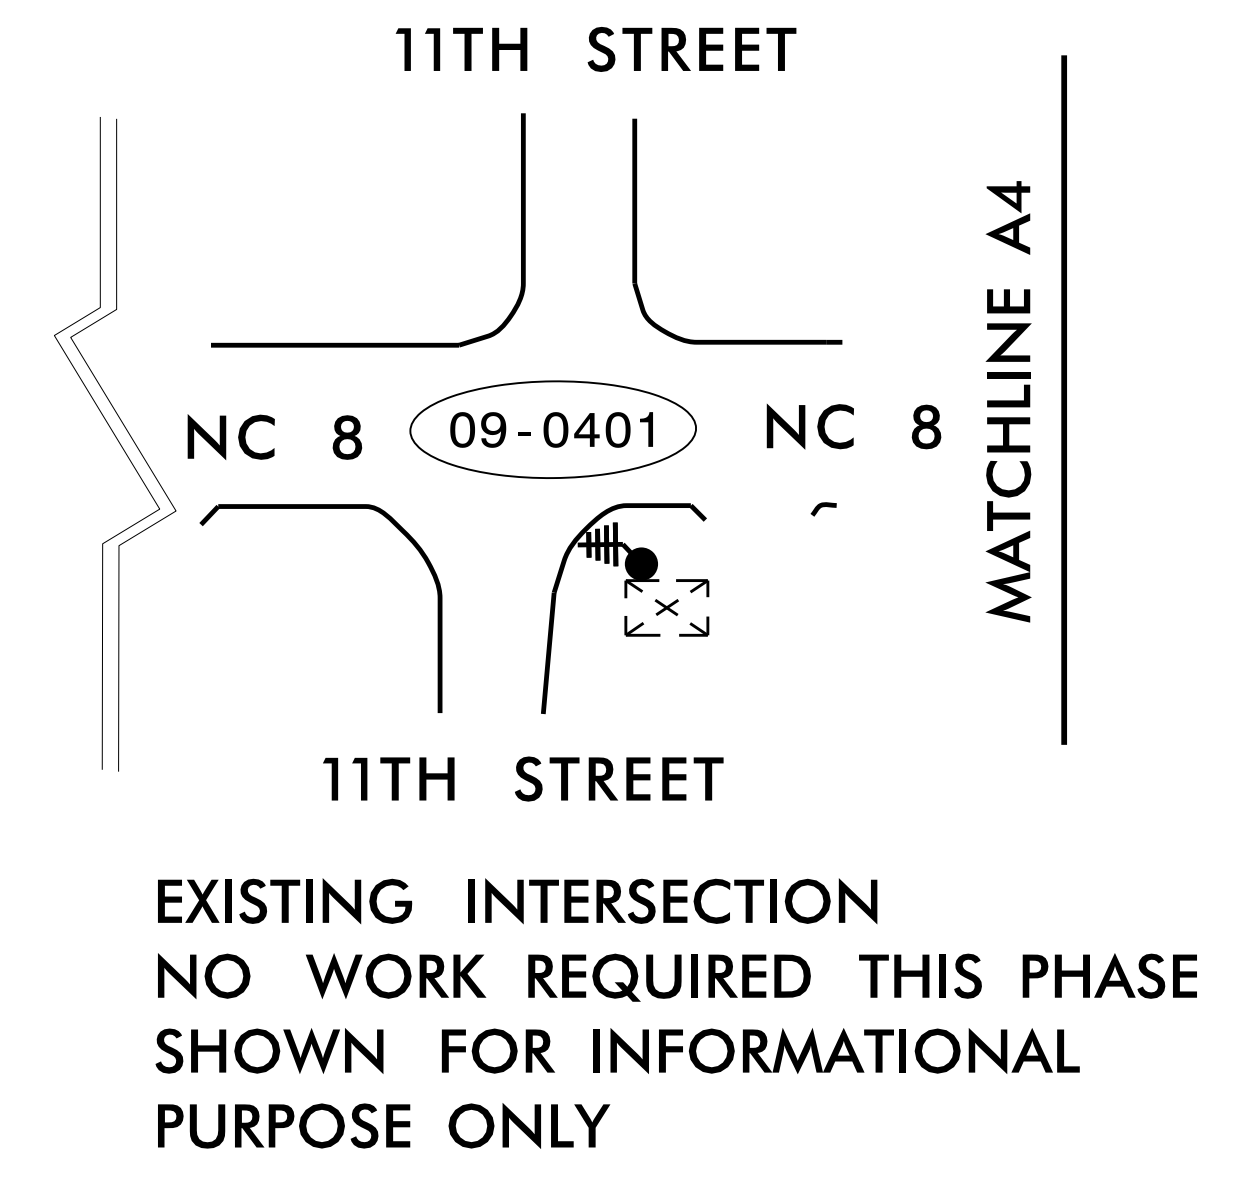 11TH STREET
MATCHLINE A4
NC 8
09-0401
NC 8
11TH STREET
EXISTING INTERSECTION
NO WORK REQUIRED THIS PHASE
SHOWN FOR INFORMATIONAL
PURPOSE ONLY